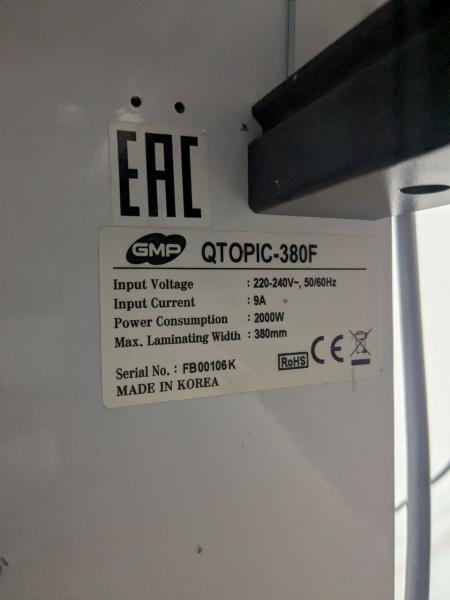 EAC
GMP QTOPIC-380F
Input Voltage : 220-240V~, 50/60Hz
Input Current : 9A
Power Consumption : 2000W
Max. Laminating Width : 380mm
RoHS CE
Serial No. : FB00106K
MADE IN KOREA